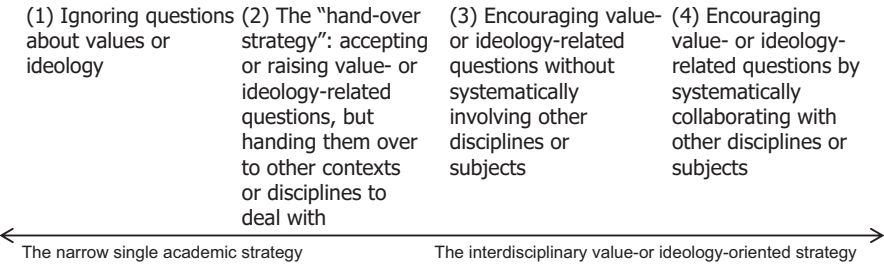 (1) Ignoring questions
about values or
ideology
(2) The “hand-over
strategy”: accepting
or raising value- or
ideology-related
questions, but
handing them over
to other contexts
or disciplines to
deal with
(3) Encouraging value-
or ideology-related
questions without
systematically
involving other
disciplines or
subjects
(4) Encouraging
value- or ideology-
related questions by
systematically
collaborating with
other disciplines or
subjects
The narrow single academic strategy
The interdisciplinary value-or ideology-oriented strategy